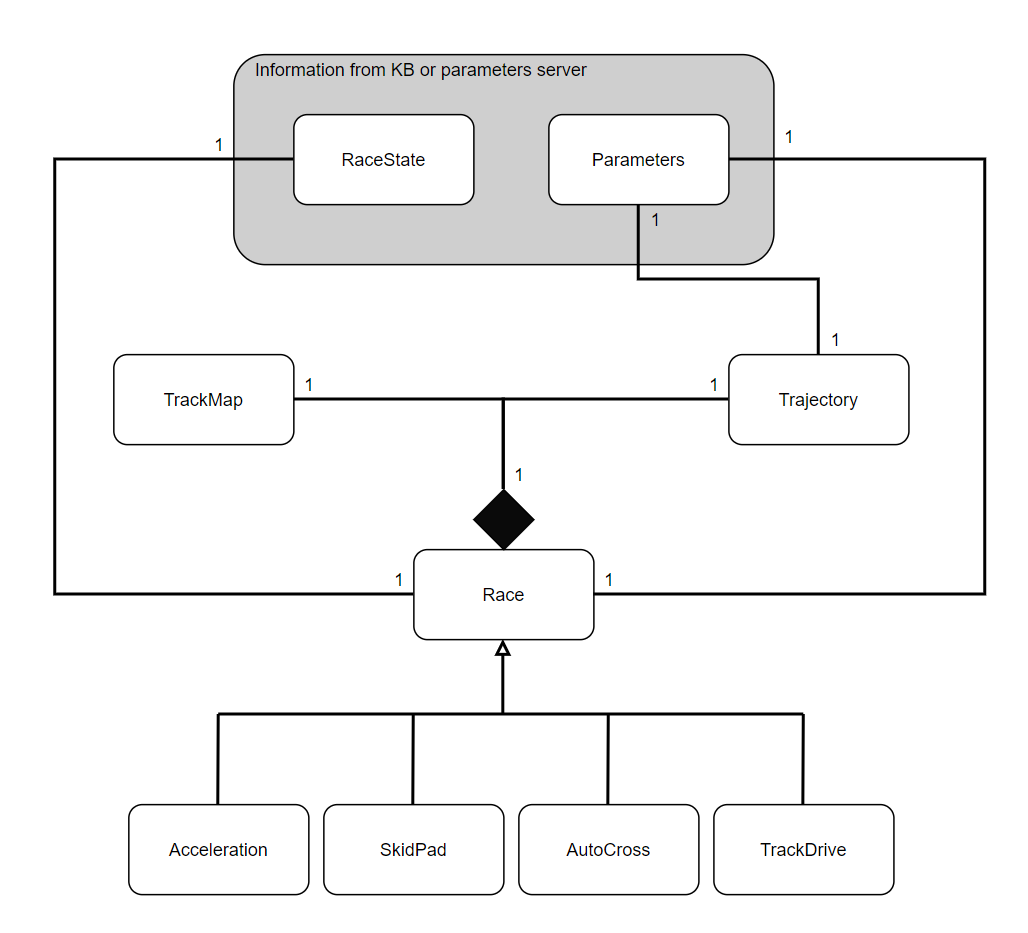 Information from KB or parameters server
1
1
RaceState
Parameters
1
1
TrackMap
1
1
Trajectory
1
1
1
Race
Acceleration
SkidPad
AutoCross
TrackDrive